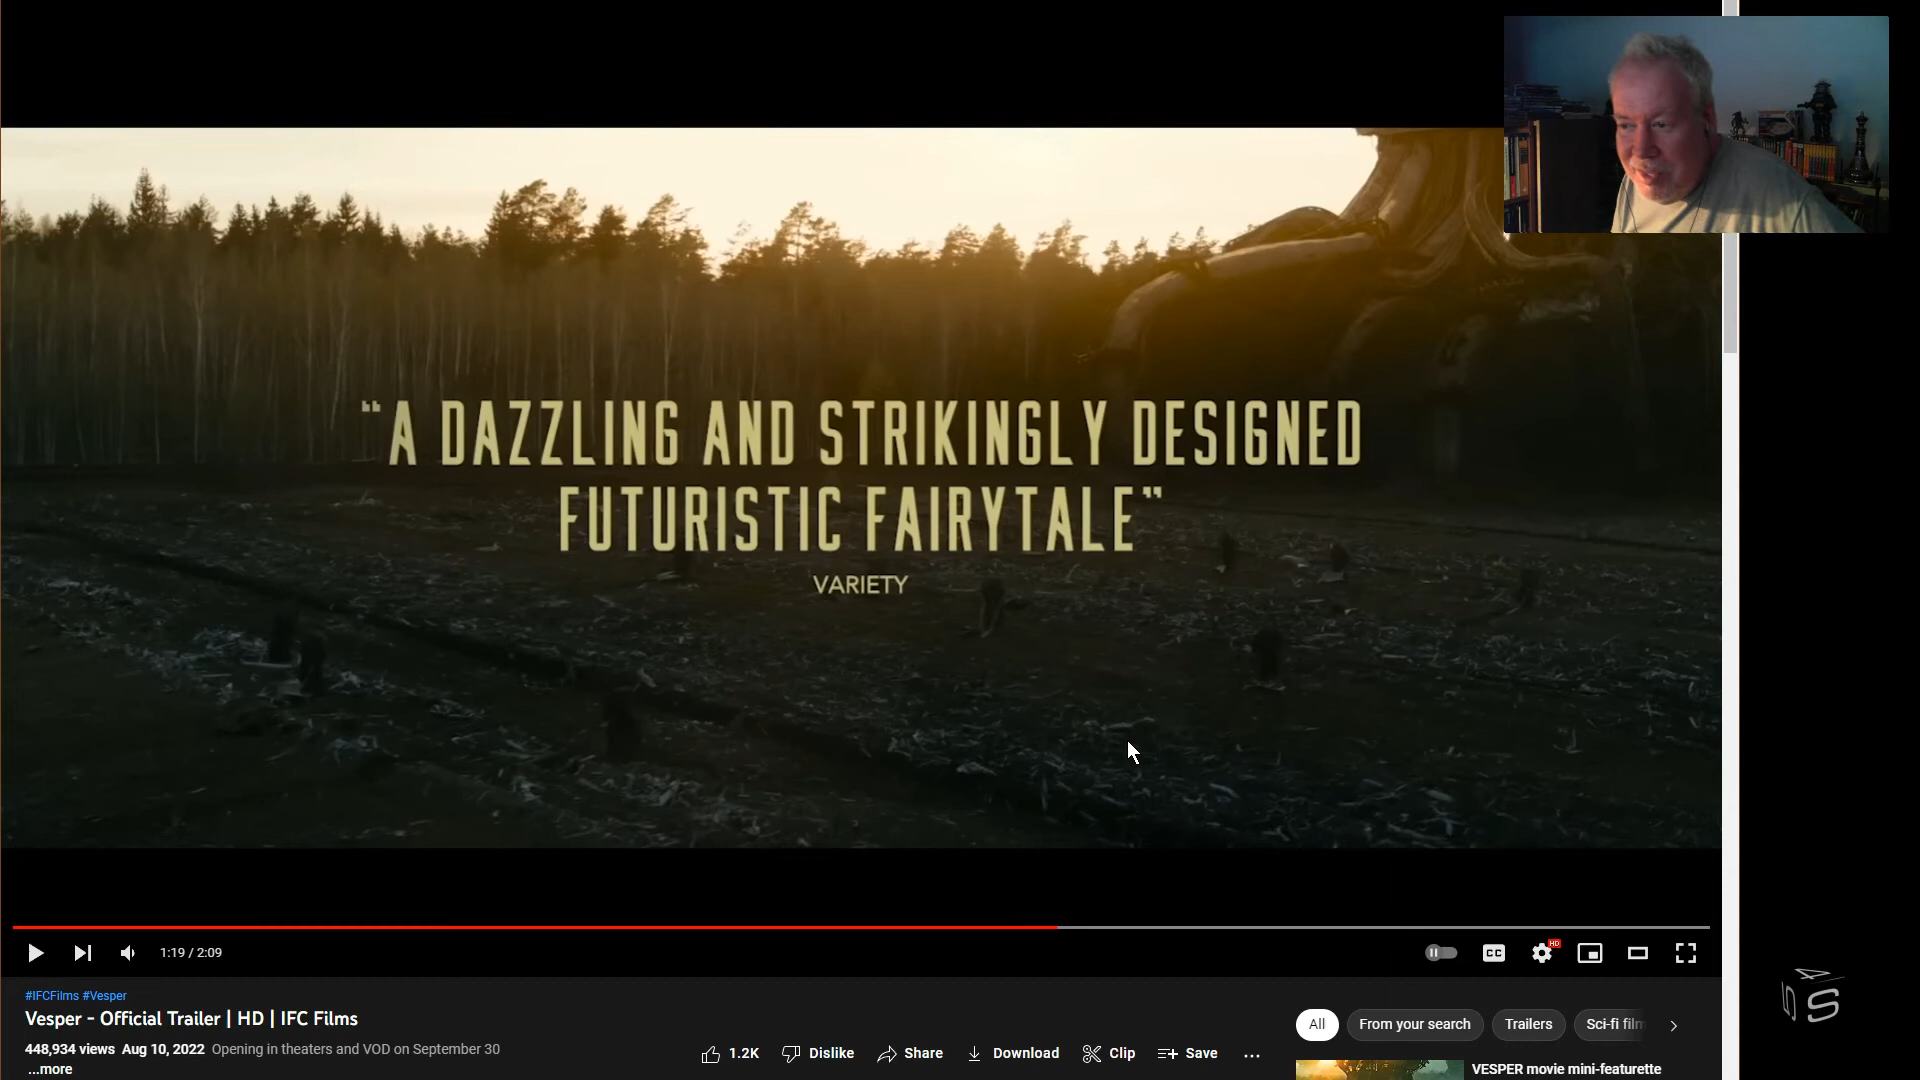 “A DAZZLING AND STRIKINGLY DESIGNED
FUTURISTIC FAIRYTALE”
VARIETY
1:19 / 2:09
CC
HD
#IFCFilms #Vesper
Vesper - Official Trailer | HD | IFC Films
448,934 views Aug 10, 2022 Opening in theaters and VOD on September 30
...more
1.2K Dislike Share Download Clip Save ...
All From your search Trailers Sci-fi film
VESPER movie mini-featurette